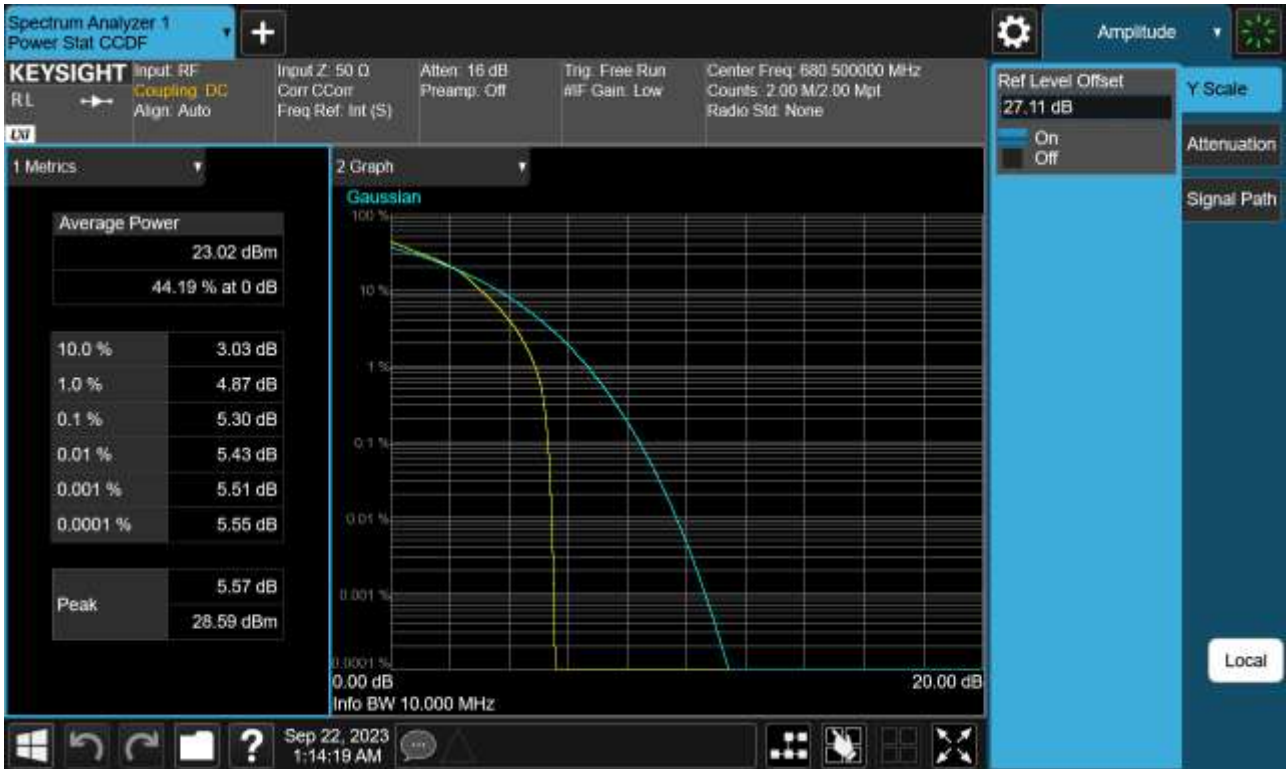 Spectrum Analyzer 1
Power Stat CCDF
+
Amplitude
KEYSIGHT
RL
LXI
Input: RF
Coupling: DC
Align: Auto
Input Z: 50 Ω
Corr CCorr
Freq Ref: Int (S)
Atten: 16 dB
Preamp: Off
Trig: Free Run
#IF Gain: Low
Center Freq: 680.500000 MHz
Counts: 2.00 M/2.00 Mpt
Radio Std: None
Ref Level Offset
27.11 dB
On
Off
Y Scale
Attenuation
Signal Path
Local
1 Metrics
Average Power
23.02 dBm
44.19 % at 0 dB
10.0 % 3.03 dB
1.0 % 4.87 dB
0.1 % 5.30 dB
0.01 % 5.43 dB
0.001 % 5.51 dB
0.0001 % 5.55 dB
Peak 5.57 dB
28.59 dBm
2 Graph
Gaussian
100 %
10 %
1 %
0.1 %
0.01 %
0.001 %
0.0001 %
0.00 dB 20.00 dB
Info BW 10.000 MHz
?
Sep 22, 2023
1:14:19 AM